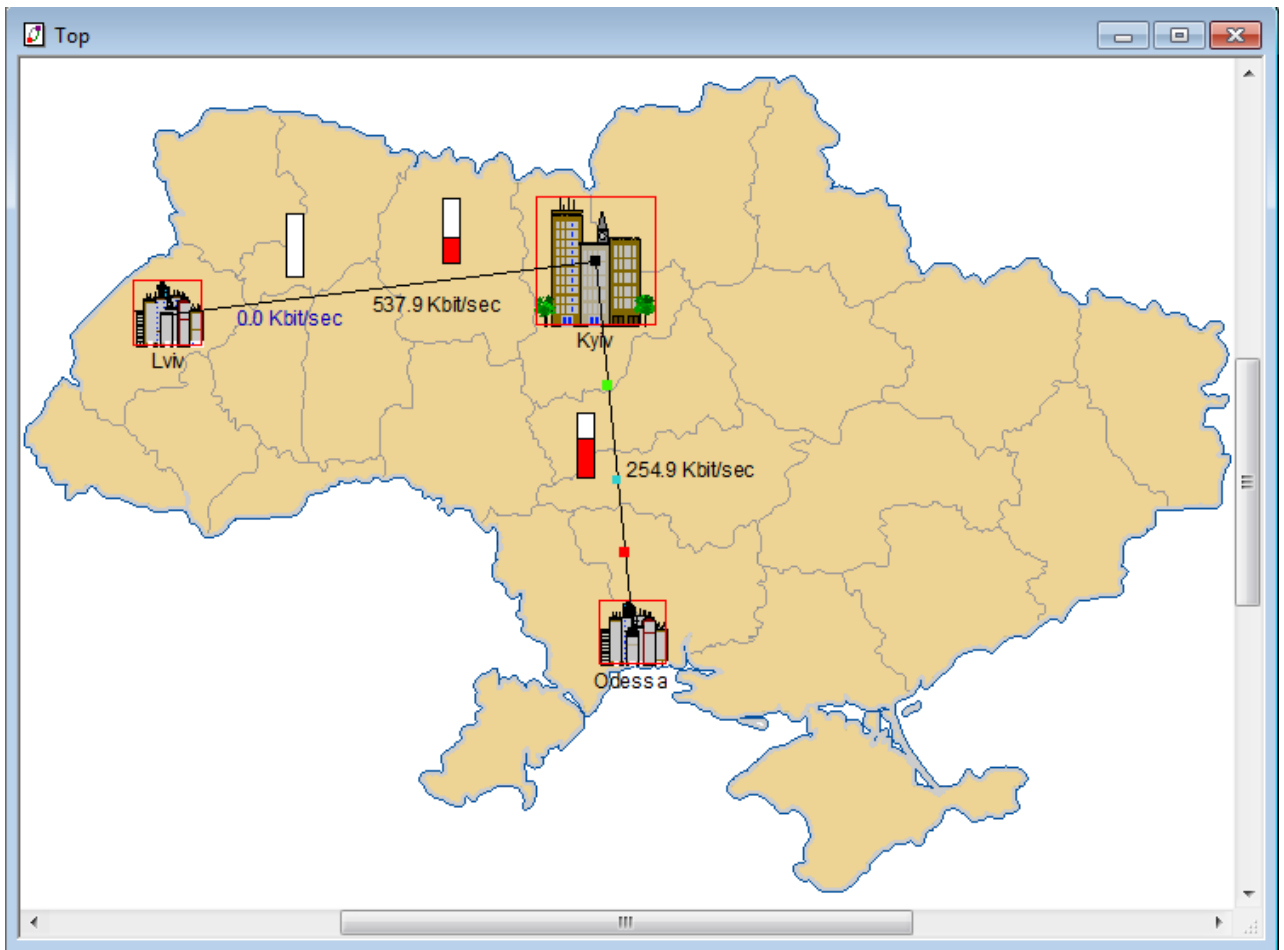 Top
537.9 Kbit/sec
0.0 Kbit/sec
Kyiv
Lviv
254.9 Kbit/sec
Odessa